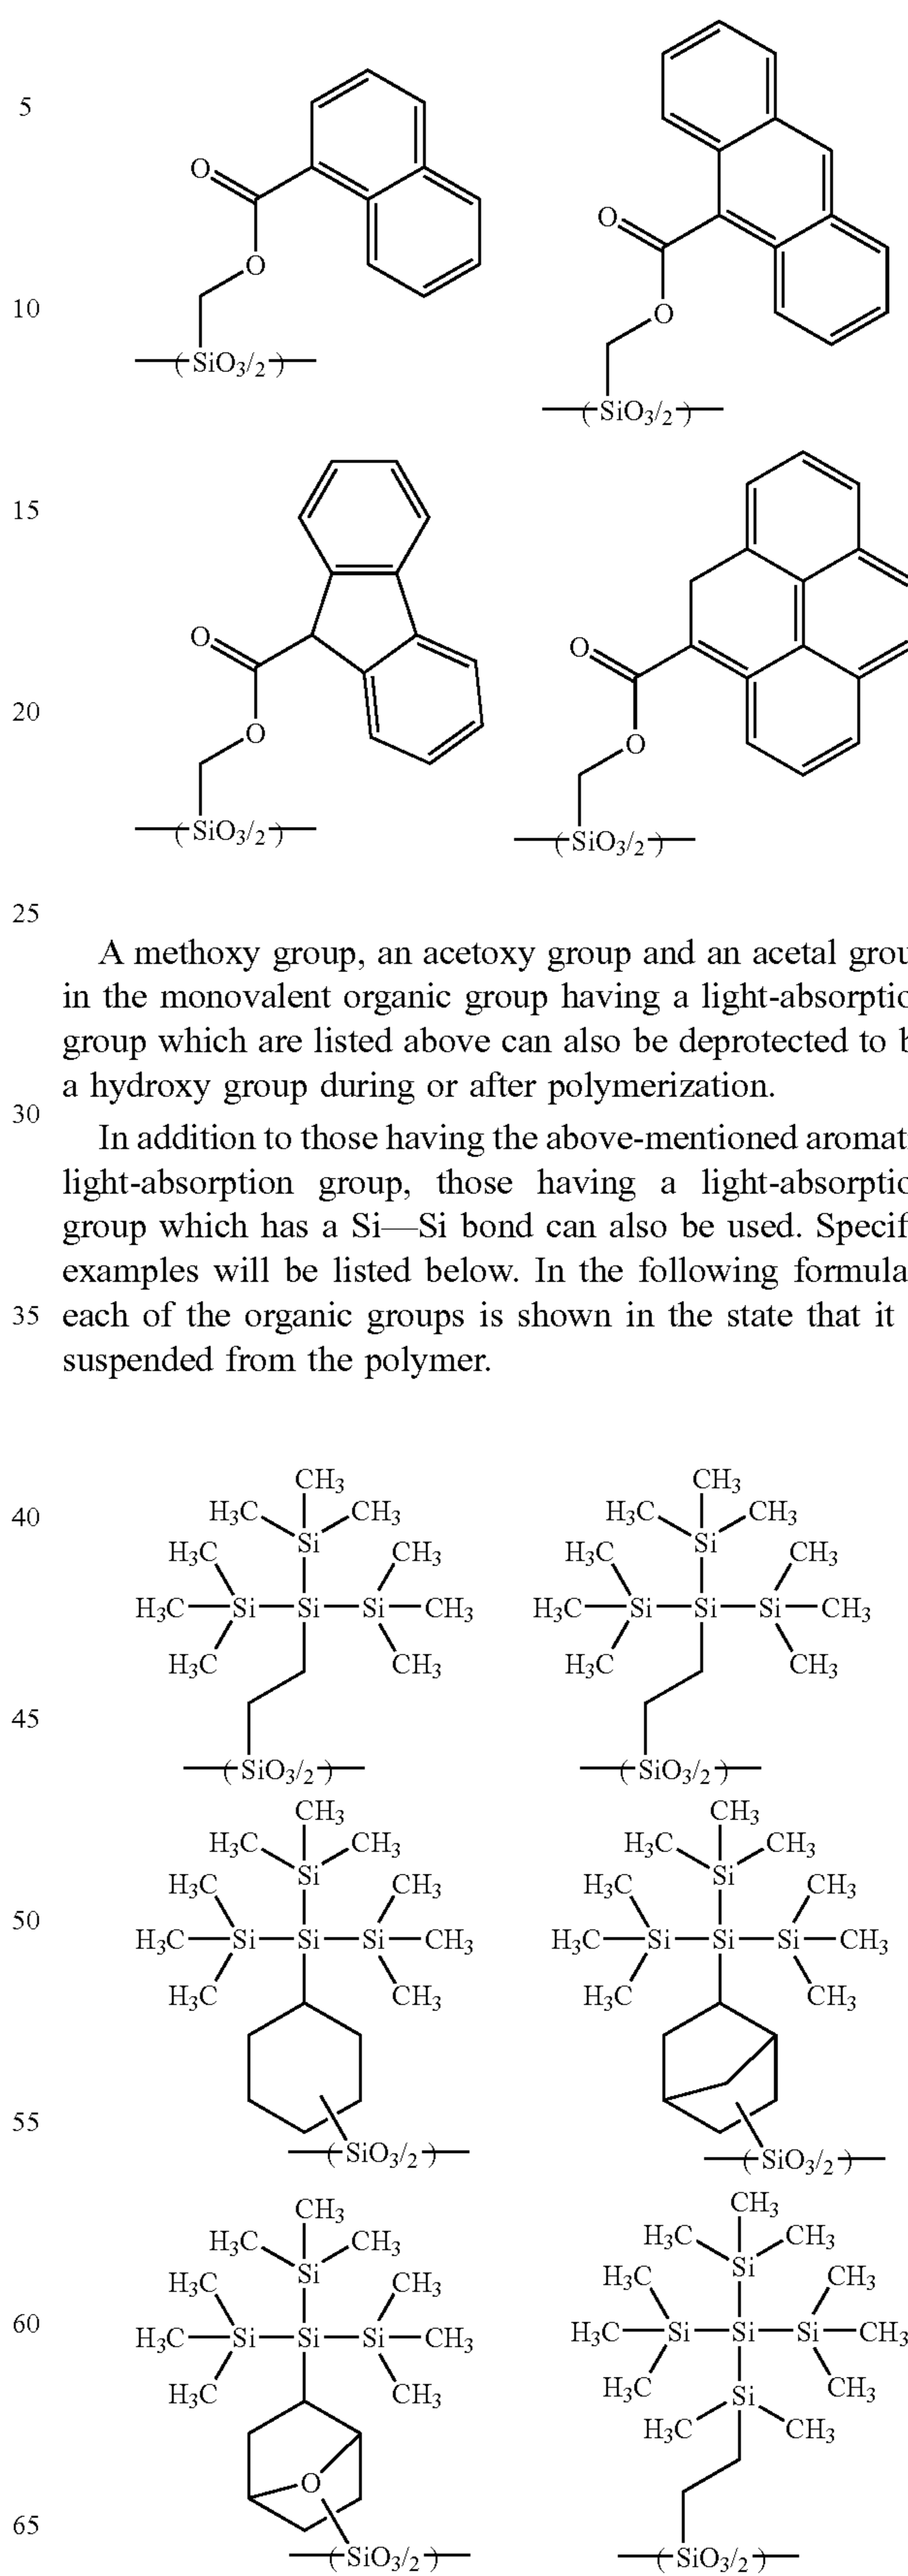 5
O
O
O
10
O
(SiO3/2)
(SiO3/2)
15
O
O
20
O
O
(SiO3/2)
(SiO3/2)
25
A methoxy group, an acetoxy group and an acetal grou
in the monovalent organic group having a light-absorptio
group which are listed above can also be deprotected to b
a hydroxy group during or after polymerization.
30
In addition to those having the above-mentioned aromat
light-absorption group, those having a light-absorptio
group which has a Si—Si bond can also be used. Specif
examples will be listed below. In the following formula
35 each of the organic groups is shown in the state that it
suspended from the polymer.
CH3 CH3
40 H3C CH3 H3C CH3
Si Si
H3C CH3 H3C CH3
H3C Si Si Si CH3 H3C Si Si Si CH3
H3C CH3 H3C CH3
45
(SiO3/2) (SiO3/2)
CH3 CH3
H3C CH3 H3C CH3
Si Si
H3C CH3 H3C CH3
50 H3C Si Si Si CH3 H3C Si Si Si CH3
H3C CH3 H3C CH3
55
(SiO3/2) (SiO3/2)
CH3 CH3
H3C CH3 H3C CH3
Si Si
H3C CH3 H3C CH3
60 H3C Si Si Si CH3 H3C Si Si Si CH3
H3C CH3 H3C Si CH3
H3C CH3
O
65
(SiO3/2) (SiO3/2)